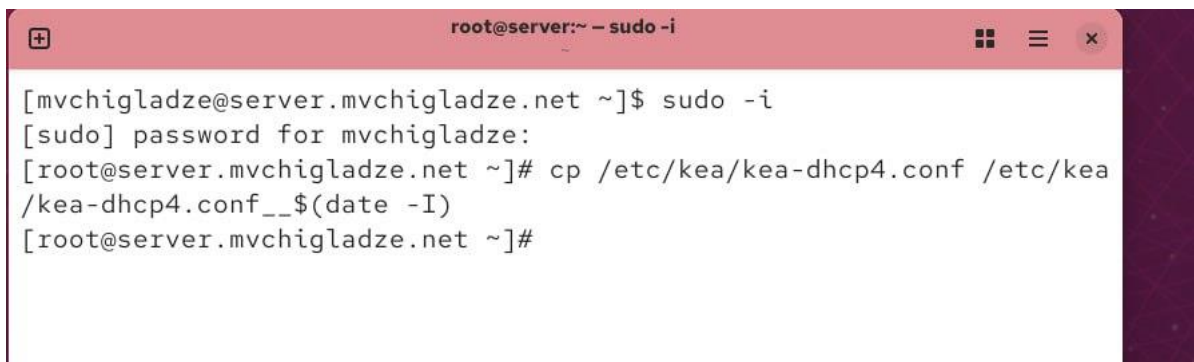 root@server:~ — sudo -i
~
[mvchigladze@server.mvchigladze.net ~]$ sudo -i
[sudo] password for mvchigladze:
[root@server.mvchigladze.net ~]# cp /etc/kea/kea-dhcp4.conf /etc/kea
/kea-dhcp4.conf__$(date -I)
[root@server.mvchigladze.net ~]#